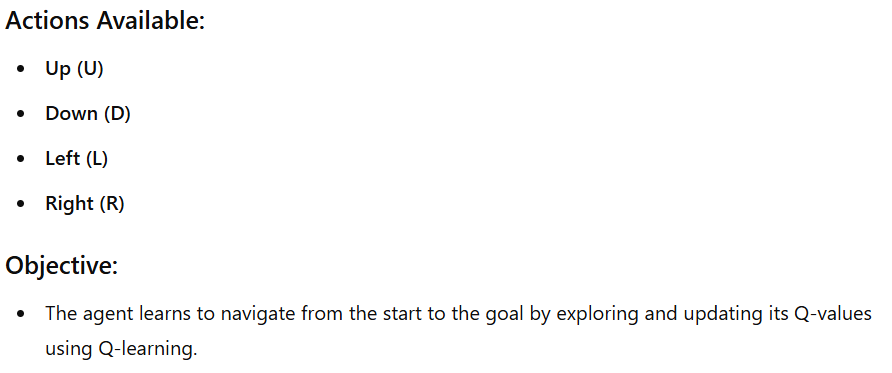 Actions Available:
• Up (U)
• Down (D)
• Left (L)
• Right (R)
Objective:
• The agent learns to navigate from the start to the goal by exploring and updating its Q-values
using Q-learning.